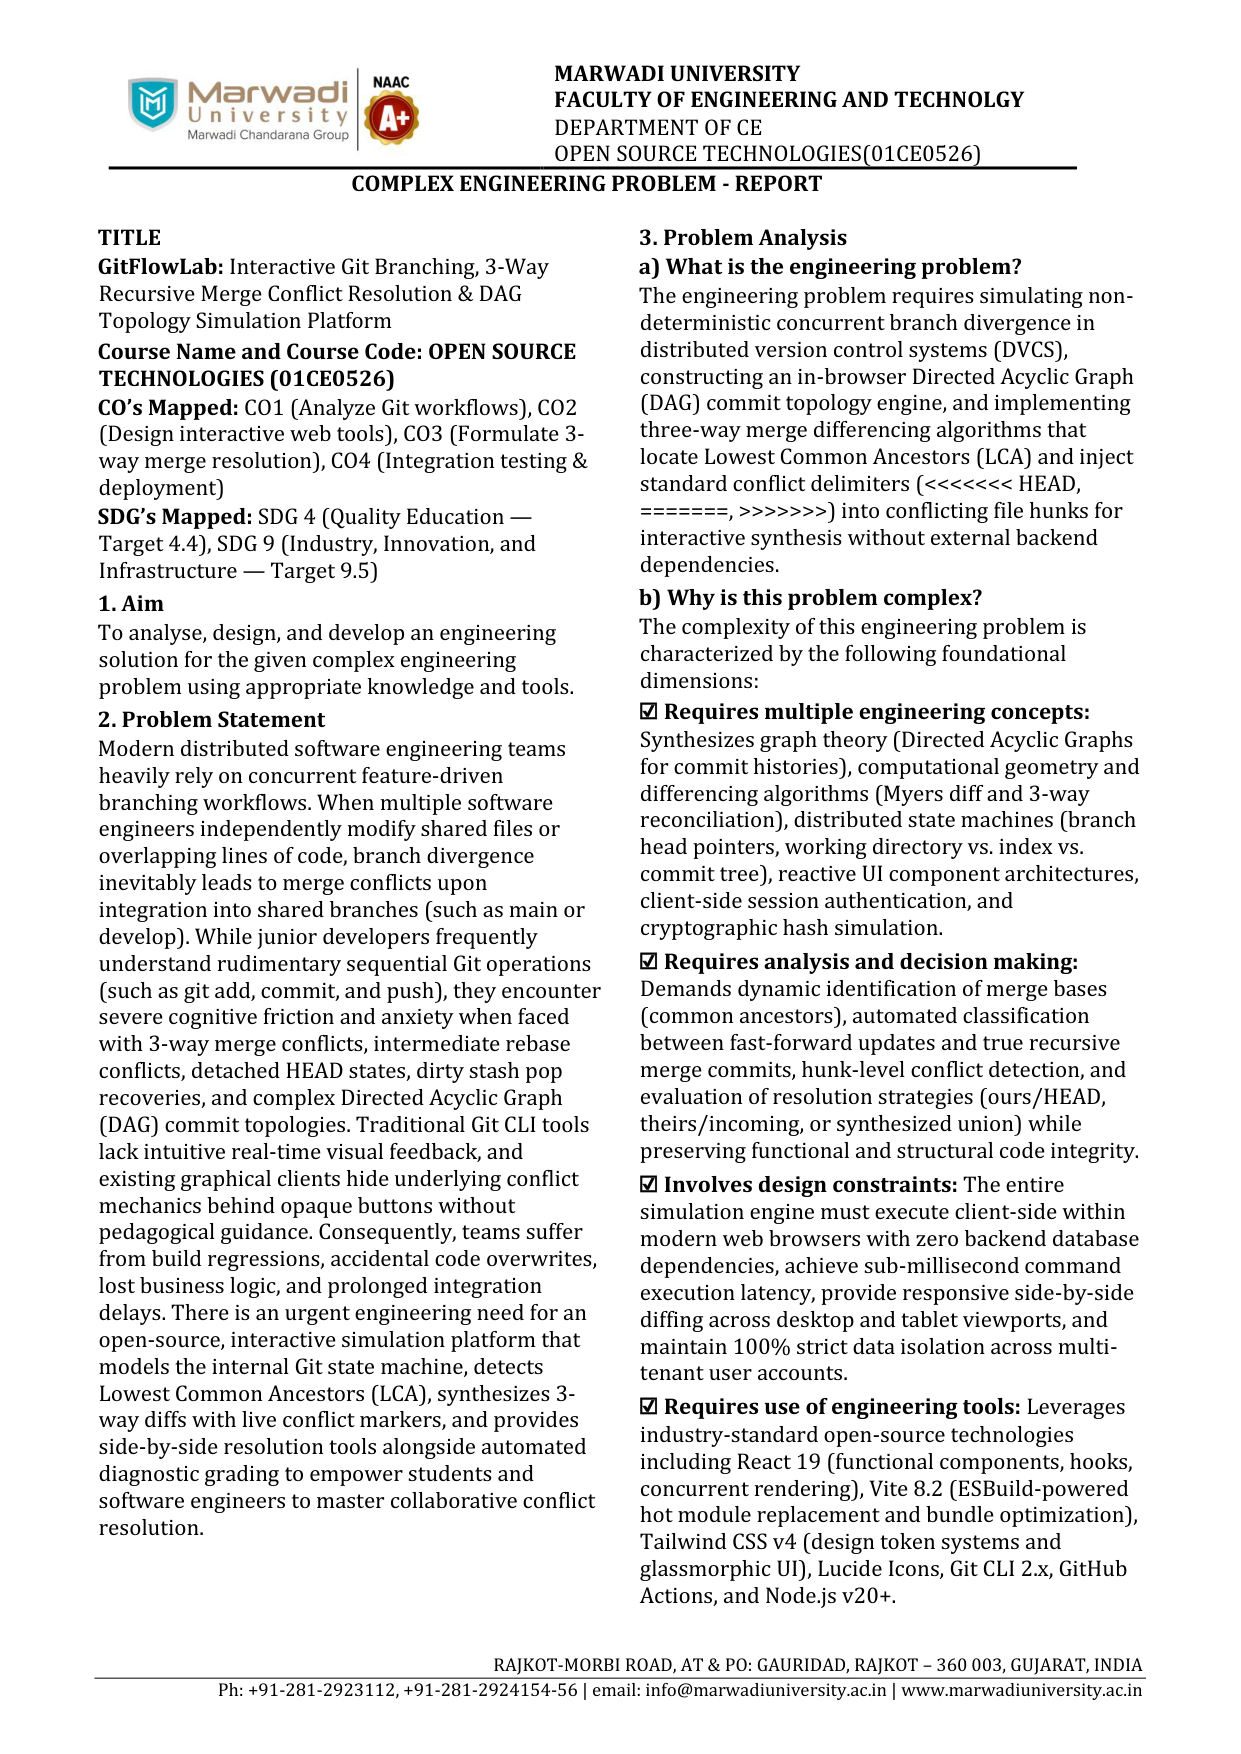 Marwadi
University
Marwadi Chandarana Group
NAAC
A+
MARWADI UNIVERSITY
FACULTY OF ENGINEERING AND TECHNOLGY
DEPARTMENT OF CE
OPEN SOURCE TECHNOLOGIES(01CE0526)
COMPLEX ENGINEERING PROBLEM - REPORT
TITLE
GitFlowLab: Interactive Git Branching, 3-Way
Recursive Merge Conflict Resolution & DAG
Topology Simulation Platform
Course Name and Course Code: OPEN SOURCE
TECHNOLOGIES (01CE0526)
CO’s Mapped: CO1 (Analyze Git workflows), CO2
(Design interactive web tools), CO3 (Formulate 3-
way merge resolution), CO4 (Integration testing &
deployment)
SDG’s Mapped: SDG 4 (Quality Education —
Target 4.4), SDG 9 (Industry, Innovation, and
Infrastructure — Target 9.5)
1. Aim
To analyse, design, and develop an engineering
solution for the given complex engineering
problem using appropriate knowledge and tools.
2. Problem Statement
Modern distributed software engineering teams
heavily rely on concurrent feature-driven
branching workflows. When multiple software
engineers independently modify shared files or
overlapping lines of code, branch divergence
inevitably leads to merge conflicts upon
integration into shared branches (such as main or
develop). While junior developers frequently
understand rudimentary sequential Git operations
(such as git add, commit, and push), they encounter
severe cognitive friction and anxiety when faced
with 3-way merge conflicts, intermediate rebase
conflicts, detached HEAD states, dirty stash pop
recoveries, and complex Directed Acyclic Graph
(DAG) commit topologies. Traditional Git CLI tools
lack intuitive real-time visual feedback, and
existing graphical clients hide underlying conflict
mechanics behind opaque buttons without
pedagogical guidance. Consequently, teams suffer
from build regressions, accidental code overwrites,
lost business logic, and prolonged integration
delays. There is an urgent engineering need for an
open-source, interactive simulation platform that
models the internal Git state machine, detects
Lowest Common Ancestors (LCA), synthesizes 3-
way diffs with live conflict markers, and provides
side-by-side resolution tools alongside automated
diagnostic grading to empower students and
software engineers to master collaborative conflict
resolution.
3. Problem Analysis
a) What is the engineering problem?
The engineering problem requires simulating non-
deterministic concurrent branch divergence in
distributed version control systems (DVCS),
constructing an in-browser Directed Acyclic Graph
(DAG) commit topology engine, and implementing
three-way merge differencing algorithms that
locate Lowest Common Ancestors (LCA) and inject
standard conflict delimiters (<<<<<<< HEAD,
=======, >>>>>>>) into conflicting file hunks for
interactive synthesis without external backend
dependencies.
b) Why is this problem complex?
The complexity of this engineering problem is
characterized by the following foundational
dimensions:
☑ Requires multiple engineering concepts:
Synthesizes graph theory (Directed Acyclic Graphs
for commit histories), computational geometry and
differencing algorithms (Myers diff and 3-way
reconciliation), distributed state machines (branch
head pointers, working directory vs. index vs.
commit tree), reactive UI component architectures,
client-side session authentication, and
cryptographic hash simulation.
☑ Requires analysis and decision making:
Demands dynamic identification of merge bases
(common ancestors), automated classification
between fast-forward updates and true recursive
merge commits, hunk-level conflict detection, and
evaluation of resolution strategies (ours/HEAD,
theirs/incoming, or synthesized union) while
preserving functional and structural code integrity.
☑ Involves design constraints: The entire
simulation engine must execute client-side within
modern web browsers with zero backend database
dependencies, achieve sub-millisecond command
execution latency, provide responsive side-by-side
diffing across desktop and tablet viewports, and
maintain 100% strict data isolation across multi-
tenant user accounts.
☑ Requires use of engineering tools: Leverages
industry-standard open-source technologies
including React 19 (functional components, hooks,
concurrent rendering), Vite 8.2 (ESBuild-powered
hot module replacement and bundle optimization),
Tailwind CSS v4 (design token systems and
glassmorphic UI), Lucide Icons, Git CLI 2.x, GitHub
Actions, and Node.js v20+.
RAJKOT-MORBI ROAD, AT & PO: GAURIDAD, RAJKOT – 360 003, GUJARAT, INDIA
Ph: +91-281-2923112, +91-281-2924154-56 | email: info@marwadiuniversity.ac.in | www.marwadiuniversity.ac.in